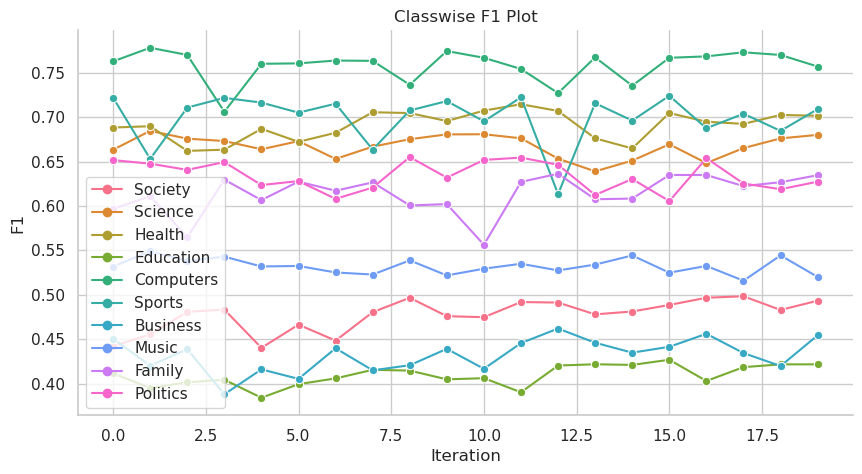 Classwise F1 Plot
F1
0.75
0.70
0.65
0.60
0.55
0.50
0.45
0.40
Society
Science
Health
Education
Computers
Sports
Business
Music
Family
Politics
0.0 2.5 5.0 7.5 10.0 12.5 15.0 17.5
Iteration